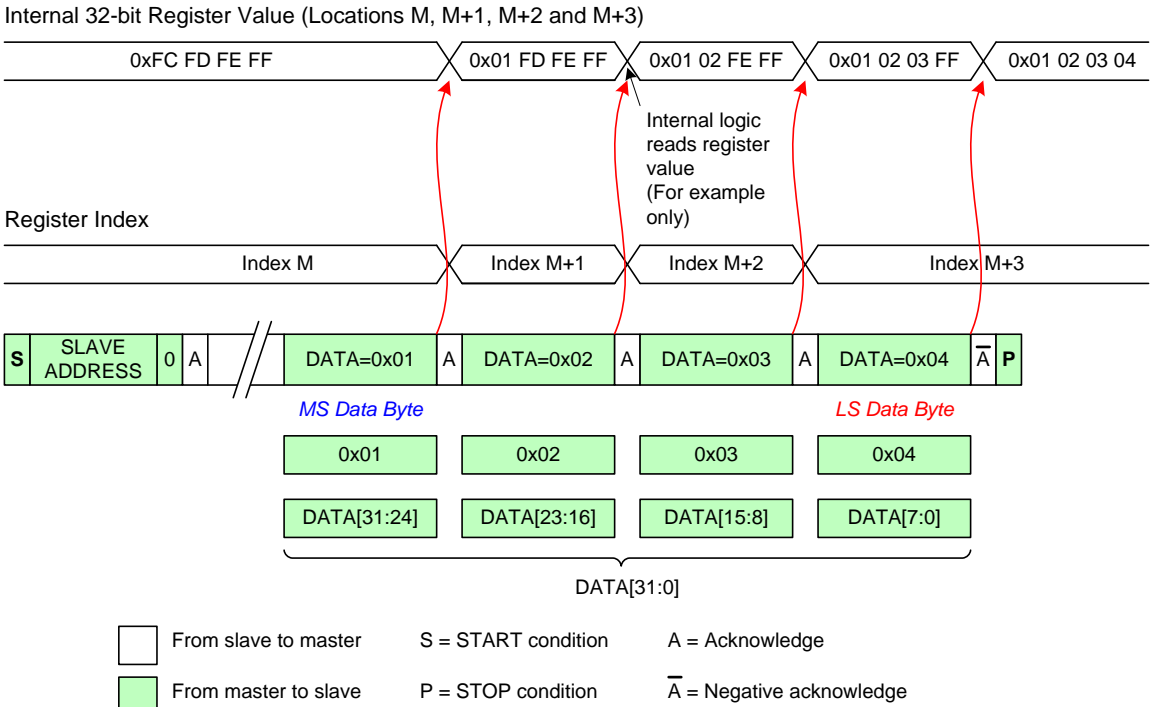 Internal 32-bit Register Value (Locations M, M+1, M+2 and M+3)
0xFC FD FE FF
0x01 FD FE FF
0x01 02 FE FF
0x01 02 03 FF
0x01 02 03 04
Internal logic
reads register
value
(For example
only)
Register Index
Index M
Index M+1
Index M+2
Index M+3
S
SLAVE
ADDRESS
0
A
DATA=0x01
A
DATA=0x02
A
DATA=0x03
A
DATA=0x04
A̅
P
MS Data Byte
LS Data Byte
0x01
0x02
0x03
0x04
DATA[31:24]
DATA[23:16]
DATA[15:8]
DATA[7:0]
DATA[31:0]
From slave to master
S = START condition
A = Acknowledge
From master to slave
P = STOP condition
A̅ = Negative acknowledge